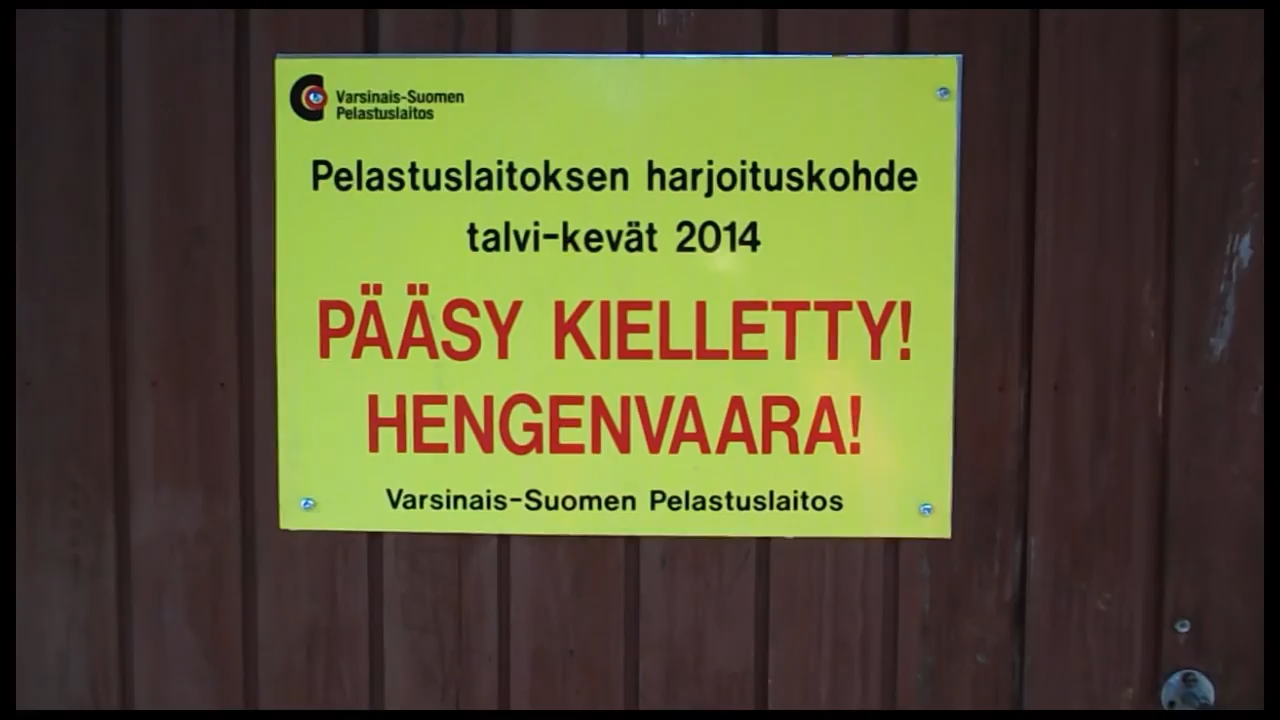 Varsinais-Suomen
Pelastuslaitos
Pelastuslaitoksen harjoituskohde
talvi-kevät 2014
PÄÄSY KIELLETTY!
HENGENVAARA!
Varsinais-Suomen Pelastuslaitos